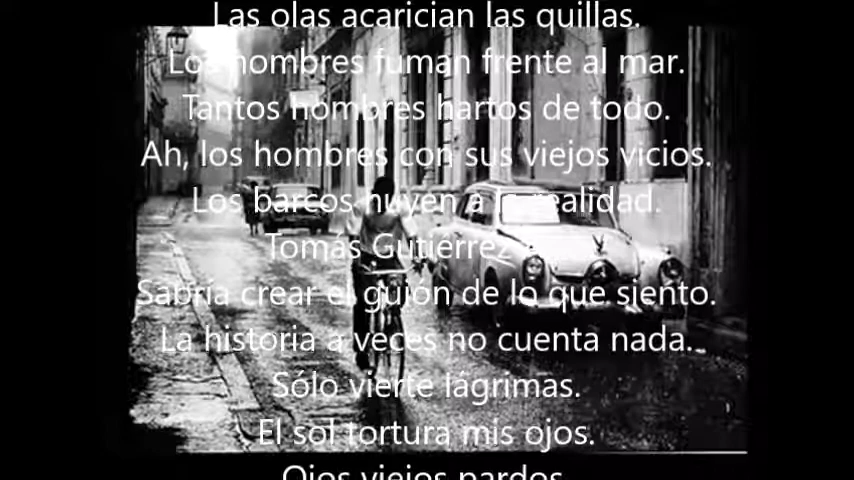 Las olas acarician las quillas.
Los hombres fuman frente al mar.
Tantos hombres hartos de todo.
Ah, los hombres con sus viejos vicios.
Los barcos huyen a la realidad.
Tomás Gutiérrez
Sabría crear el guión de lo que siento.
La historia a veces no cuenta nada.
Sólo vierte lágrimas.
El sol tortura mis ojos.
Ojos viejos pardos